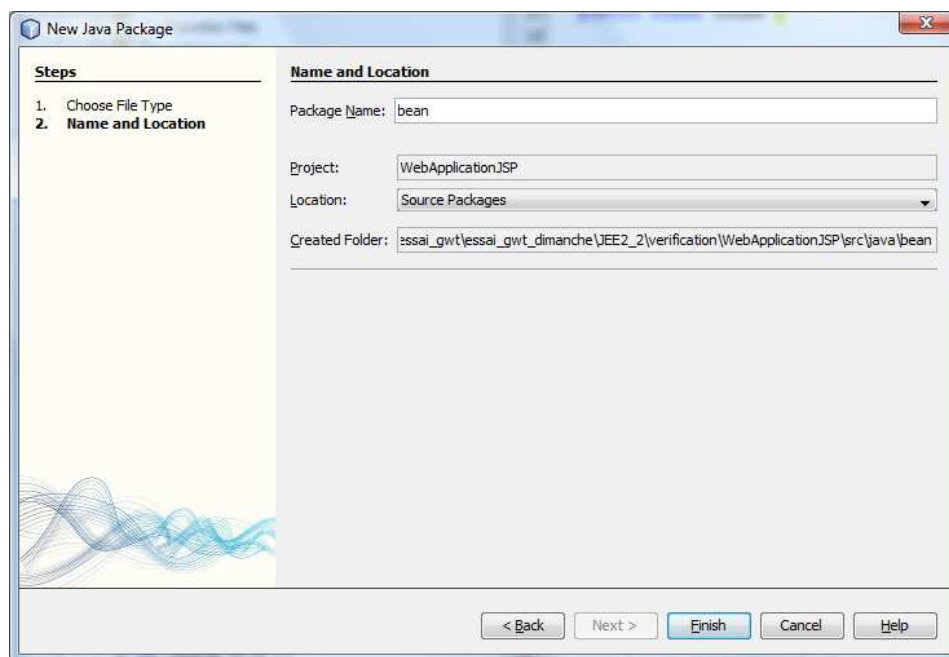 New Java Package
Steps
1. Choose File Type
2. Name and Location
Name and Location
Package Name: bean
Project: WebApplicationJSP
Location: Source Packages
Created Folder: essai_gwt\essai_gwt_dimanche\JEE2_2\verification\WebApplicationJSP\src\java\bean
< Back Next > Finish Cancel Help